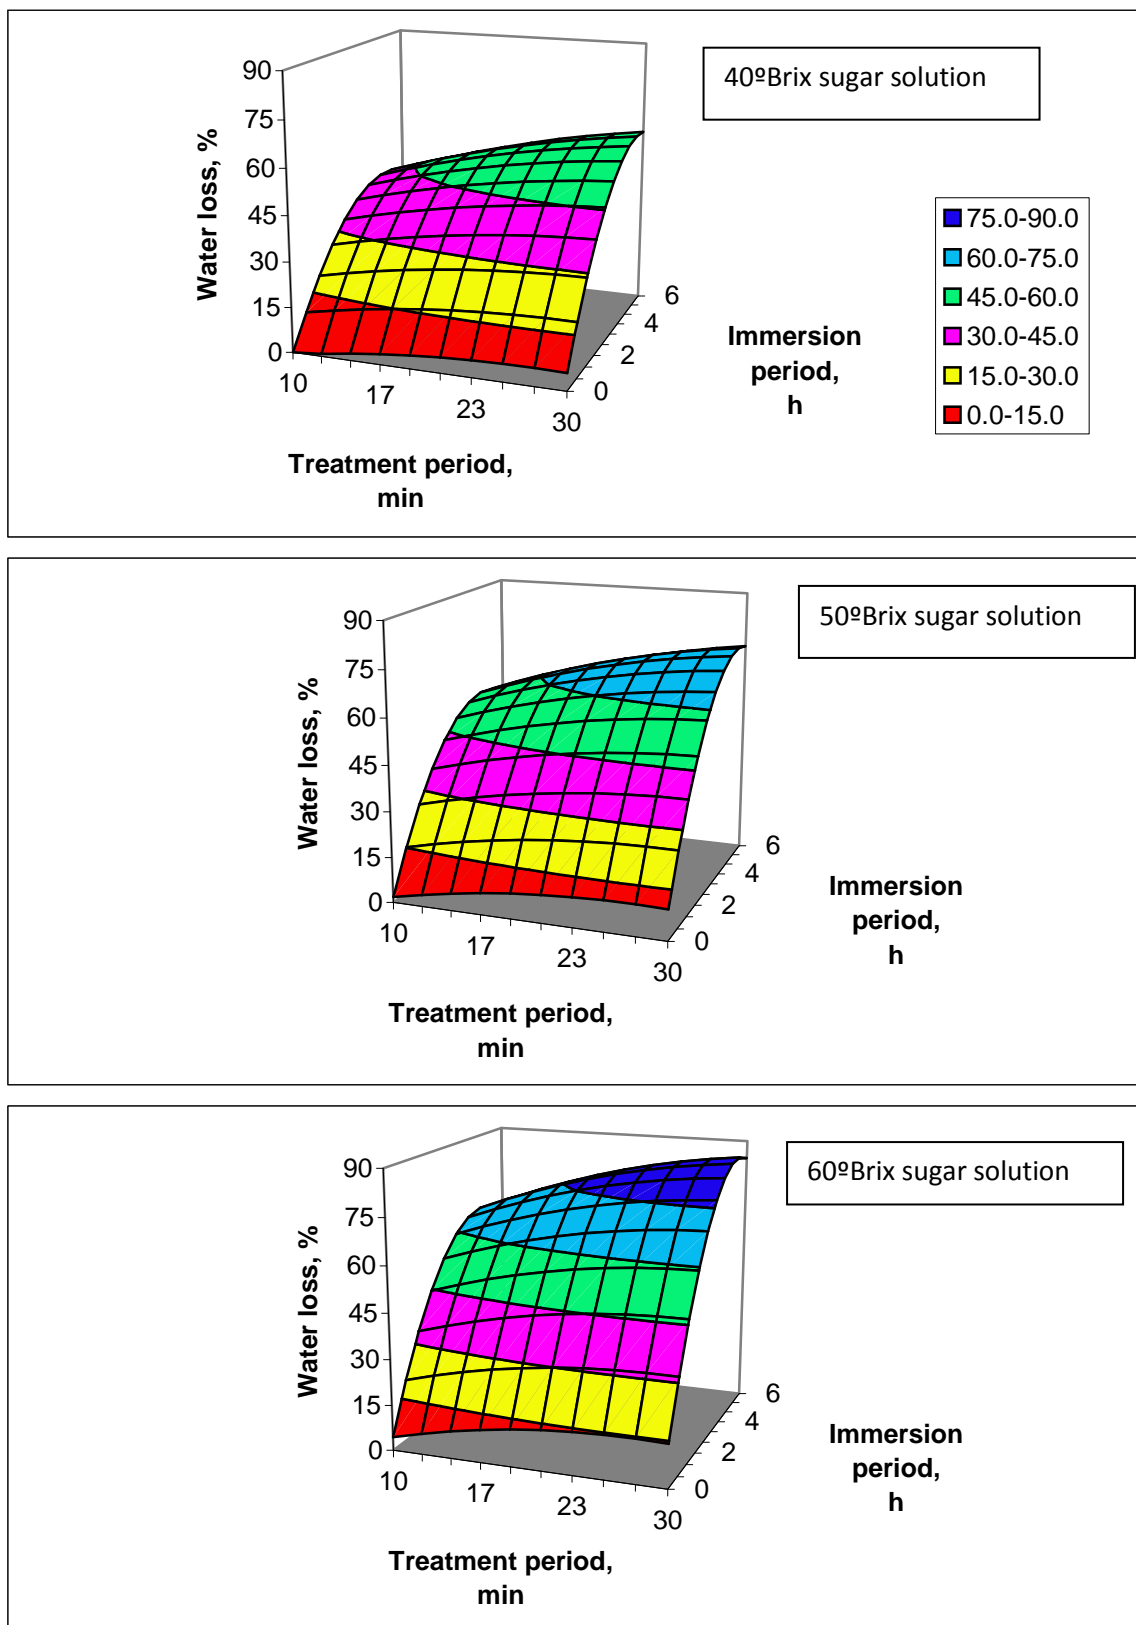 40ºBrix sugar solution
90
75
60
45
30
15
0
Water loss, %
10
17
23
30
Treatment period,
min
0
2
4
6
Immersion
period,
h
75.0-90.0
60.0-75.0
45.0-60.0
30.0-45.0
15.0-30.0
0.0-15.0
50ºBrix sugar solution
90
75
60
45
30
15
0
Water loss, %
10
17
23
30
Treatment period,
min
0
2
4
6
Immersion
period,
h
60ºBrix sugar solution
90
75
60
45
30
15
0
Water loss, %
10
17
23
30
Treatment period,
min
0
2
4
6
Immersion
period,
h